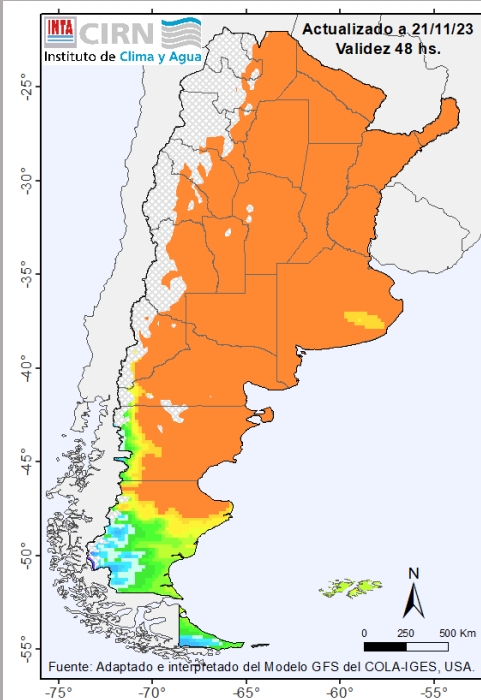 INTA CIRN
Instituto de Clima y Agua
Actualizado a 21/11/23
Validez 48 hs.
-25°
-30°
-35°
-40°
-45°
-50°
-55°
N
0 250 500 Km
Fuente: Adaptado e interpretado del Modelo GFS del COLA-IGES, USA.
-75° -70° -65° -60° -55°